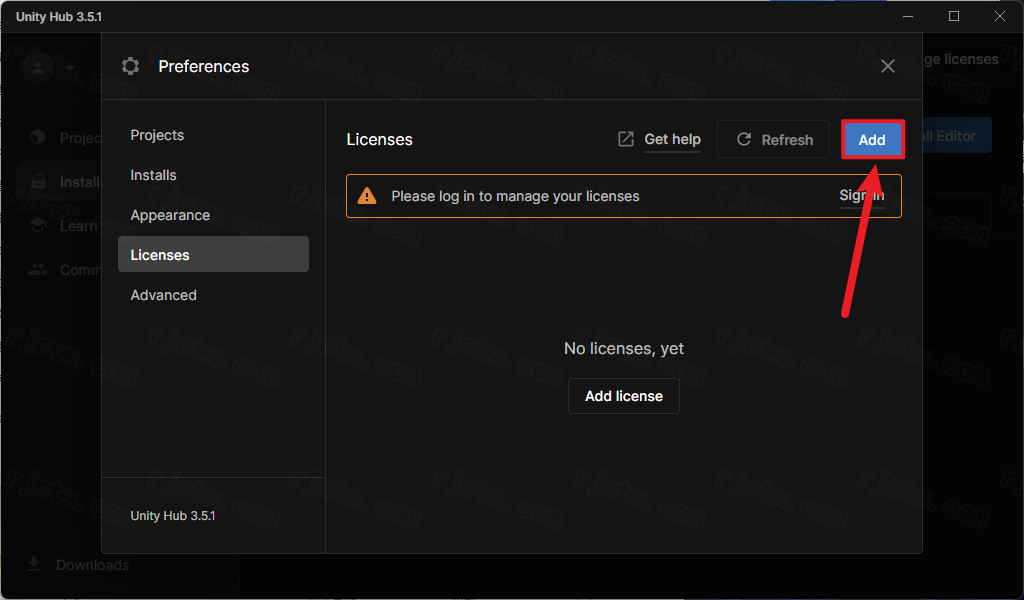 Unity Hub 3.5.1
Preferences
ge licenses
Projects
Installs
Appearance
Licenses
Advanced
Unity Hub 3.5.1
Licenses
Get help
Refresh
Add
Please log in to manage your licenses
Sign in
No licenses, yet
Add license
Projec
Install
Learn
Comm
Downloads
ll Editor
rjctx.com